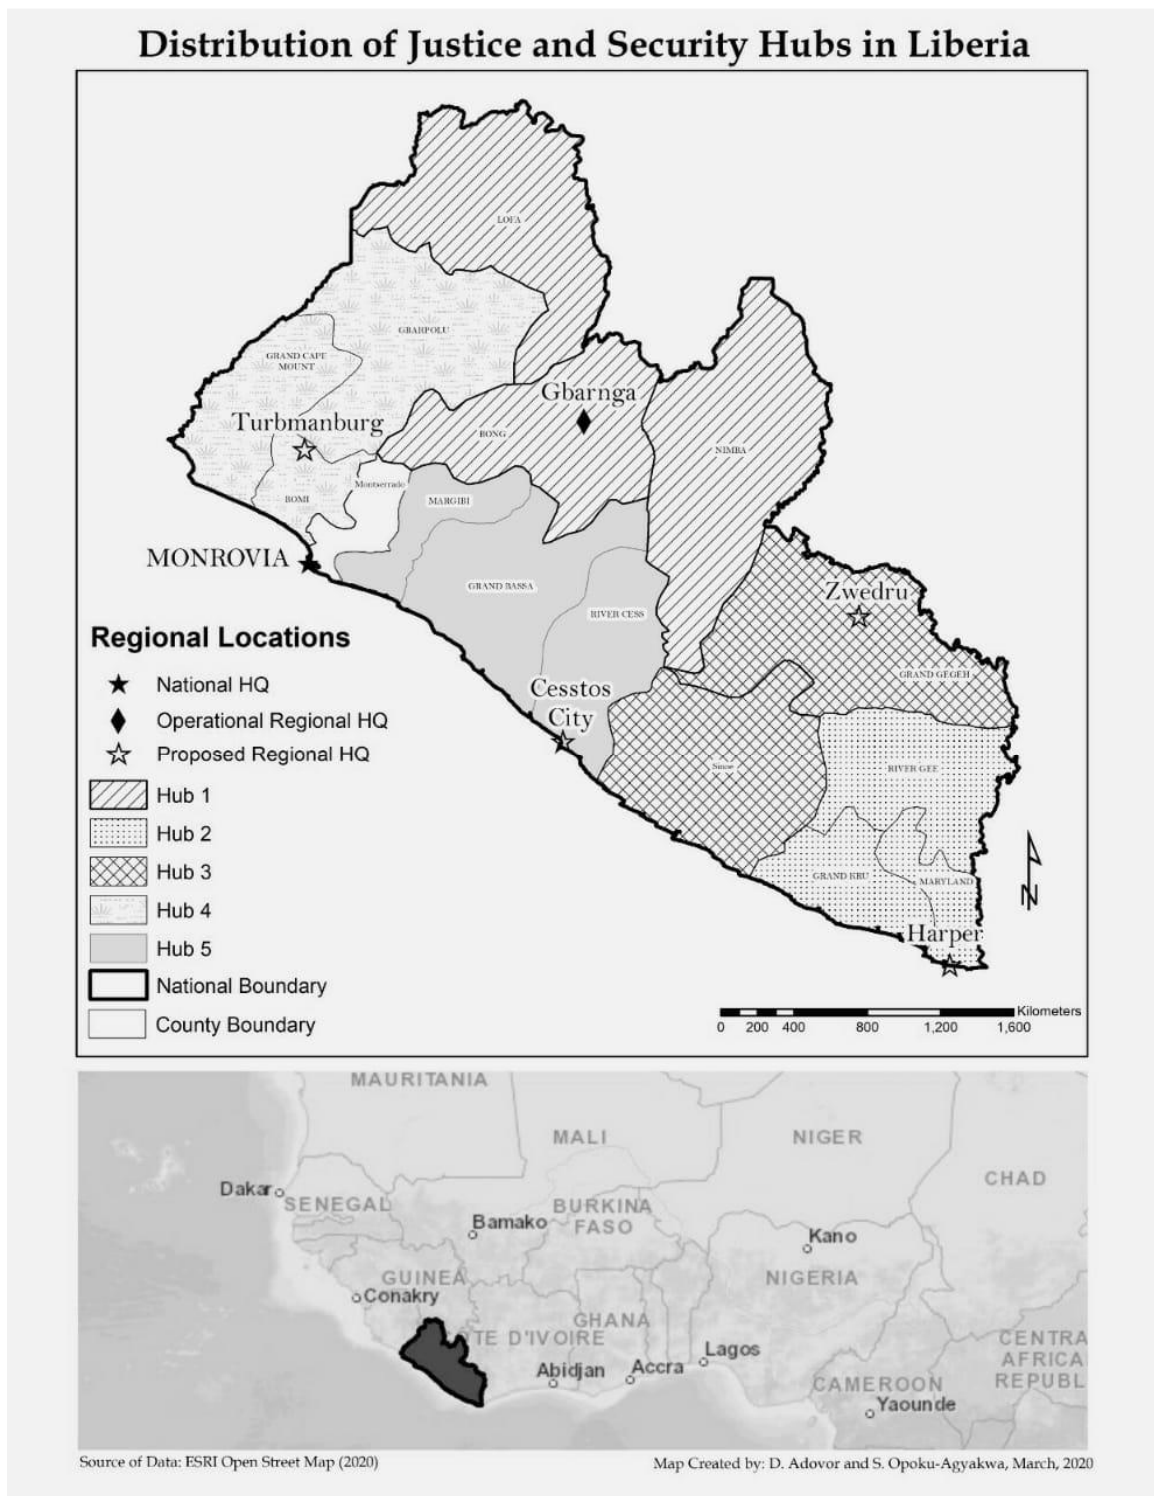 Distribution of Justice and Security Hubs in Liberia
LOFA
GBARPOLU
GRAND CAPE
MOUNT
Gbarnga
Turbmanburg
BONG
NIMBA
Montserrado
BOMI
MARGIBI
MONROVIA
GRAND BASSA
Zwedru
RIVER CESS
GRAND GEGEH
Cesstos
City
Sinoe
RIVER GEE
GRAND KRU
MARYLAND
Harper
Regional Locations
National HQ
Operational Regional HQ
Proposed Regional HQ
Hub 1
Hub 2
Hub 3
Hub 4
Hub 5
National Boundary
County Boundary
N
Kilometers
0 200 400 800 1,200 1,600
MAURITANIA
MALI
NIGER
CHAD
Dakar
SENEGAL
BURKINA
FASO
Bamako
Kano
GUINEA
NIGERIA
Conakry
GHANA
TE D'IVOIRE
CENTRA
AFRICA
REPUBL
Lagos
Abidjan
Accra
CAMEROON
Yaounde
Source of Data: ESRI Open Street Map (2020)
Map Created by: D. Adovor and S. Opoku-Agyakwa, March, 2020